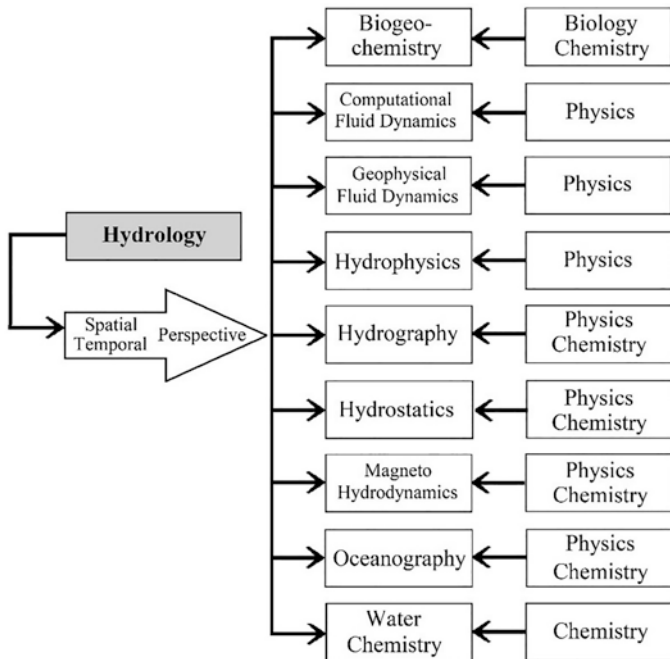 Biogeo-
chemistry
Biology
Chemistry
Computational
Fluid Dynamics
Physics
Geophysical
Fluid Dynamics
Physics
Hydrology
Hydrophysics
Physics
Spatial
Temporal
Perspective
Hydrography
Physics
Chemistry
Hydrostatics
Physics
Chemistry
Magneto
Hydrodynamics
Physics
Chemistry
Oceanography
Physics
Chemistry
Water
Chemistry
Chemistry